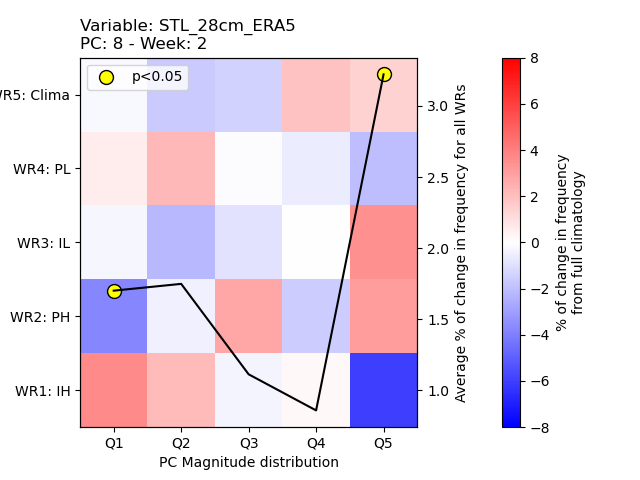 Variable: STL_28cm_ERA5
PC: 8 - Week: 2
p<0.05
WR5: Clima
WR4: PL
WR3: IL
WR2: PH
WR1: IH
Q1 Q2 Q3 Q4 Q5
PC Magnitude distribution
3.0
2.5
2.0
1.5
1.0
Average % of change in frequency for all WRs
8
6
4
2
0
−2
−4
−6
−8
% of change in frequency
from full climatology